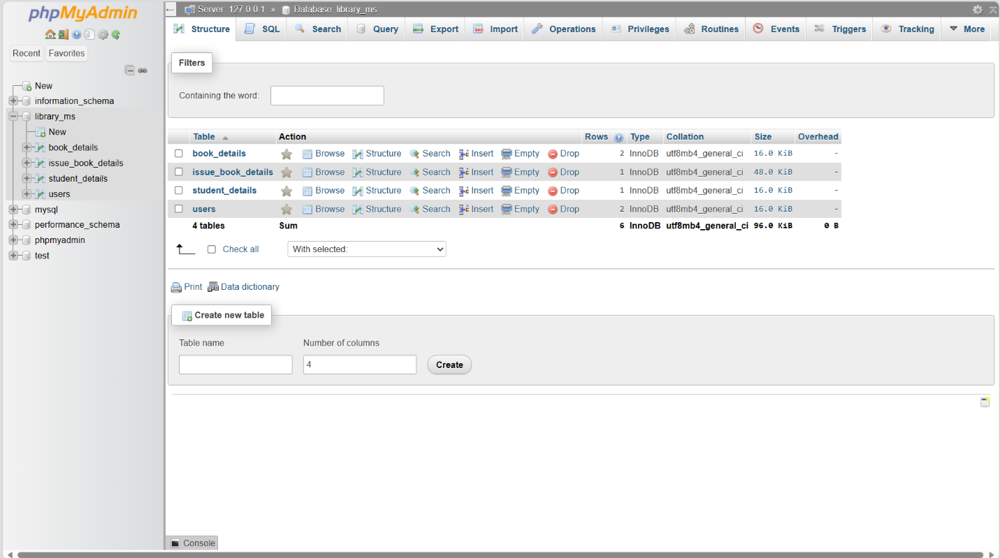 phpMyAdmin
Recent Favorites
New
information_schema
library_ms
New
book_details
issue_book_details
student_details
users
mysql
performance_schema
phpmyadmin
test
Server: 127.0.0.1 » Database: library_ms
Structure SQL Search Query Export Import Operations Privileges Routines Events Triggers Tracking More
Filters
Containing the word:
Table Action Rows Type Collation Size Overhead
book_details Browse Structure Search Insert Empty Drop 2 InnoDB utf8mb4_general_ci 16.0 KiB -
issue_book_details Browse Structure Search Insert Empty Drop 1 InnoDB utf8mb4_general_ci 48.0 KiB -
student_details Browse Structure Search Insert Empty Drop 1 InnoDB utf8mb4_general_ci 16.0 KiB -
users Browse Structure Search Insert Empty Drop 2 InnoDB utf8mb4_general_ci 16.0 KiB -
4 tables Sum 6 InnoDB utf8mb4_general_ci 96.0 KiB 0 B
Check all With selected:
Print Data dictionary
Create new table
Table name Number of columns
4 Create
Console